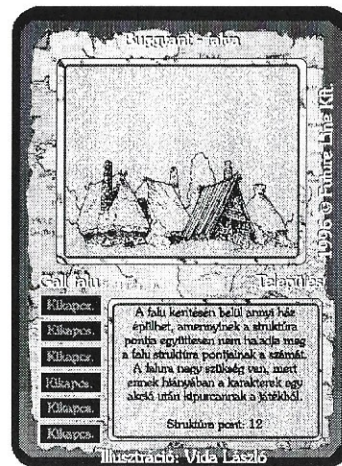 Buggyant-falva
1996 © Future Line Kft.
Gall falu
Település
Kikapcs.
Kikapcs.
Kikapcs.
Kikapcs.
Kikapcs.
Kikapcs.
A falu kerítésén belül annyi ház
épülhet, amennyinek a struktúra
pontja együttesen nem haladja meg
a falu struktúra pontjainak a számát.
A falura nagy szükség van, mert
ennek hiányában a karakterek egy
akció után kipurcannak a játékból.
Struktúra pont: 12
Illusztráció: Vida László